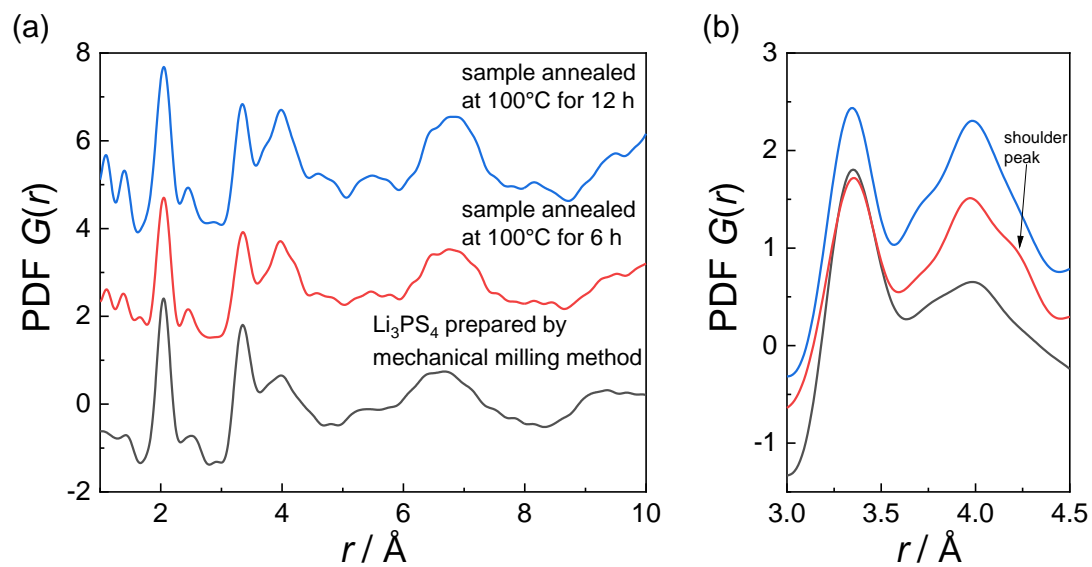 (a)
PDF G(r)
8
6
4
2
0
-2
sample annealed
at 100°C for 12 h
sample annealed
at 100°C for 6 h
Li₃PS₄ prepared by
mechanical milling method
2
4
6
8
10
r / Å
(b)
PDF G(r)
3
2
1
0
-1
shoulder
peak
3.0
3.5
4.0
4.5
r / Å